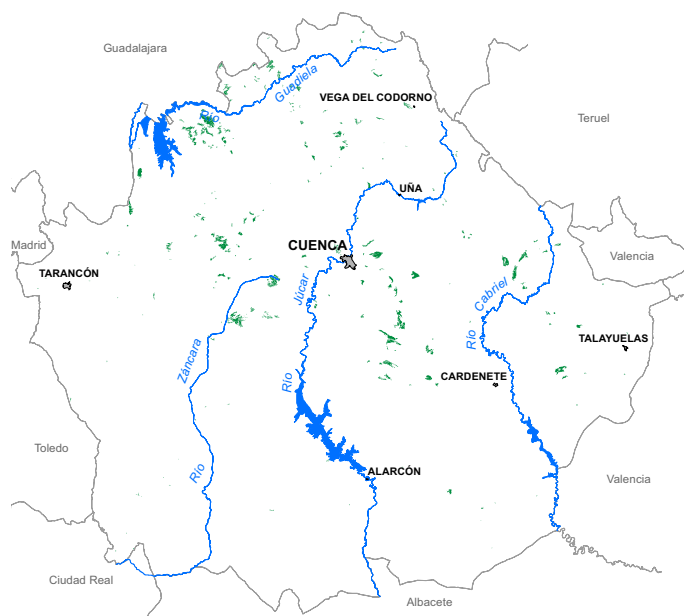 Guadalajara
Río Guadiela
VEGA DEL CODORNO
Teruel
UÑA
Madrid
CUENCA
Valencia
TARANCÓN
Río Júcar
Río Cabriel
TALAYUELAS
Río Záncara
CARDENETE
Toledo
ALARCÓN
Valencia
Ciudad Real
Albacete